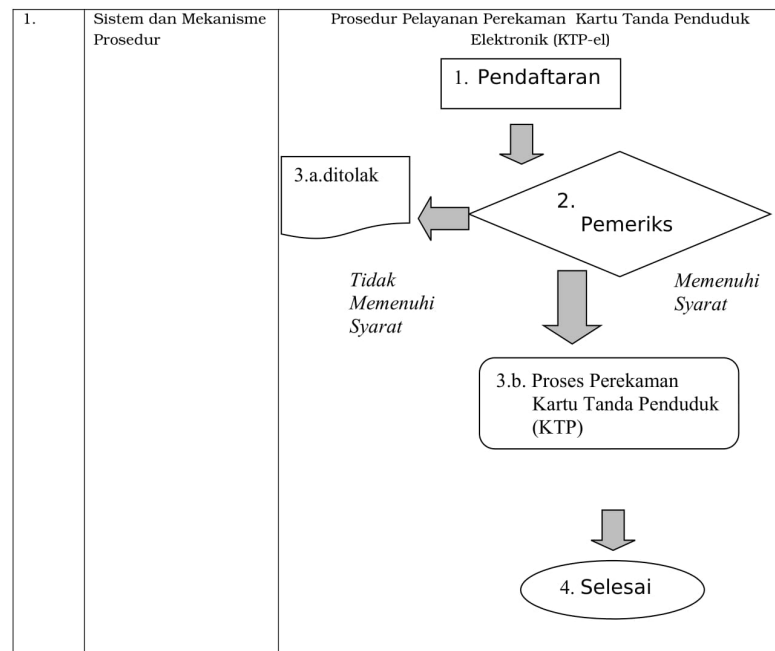 1.
Sistem dan Mekanisme
Prosedur
Prosedur Pelayanan Perekaman Kartu Tanda Penduduk
Elektronik (KTP-el)
1. Pendaftaran
3.a.ditolak
2.
Pemeriks
Tidak
Memenuhi
Syarat
Memenuhi
Syarat
3.b. Proses Perekaman
Kartu Tanda Penduduk
(KTP)
4. Selesai